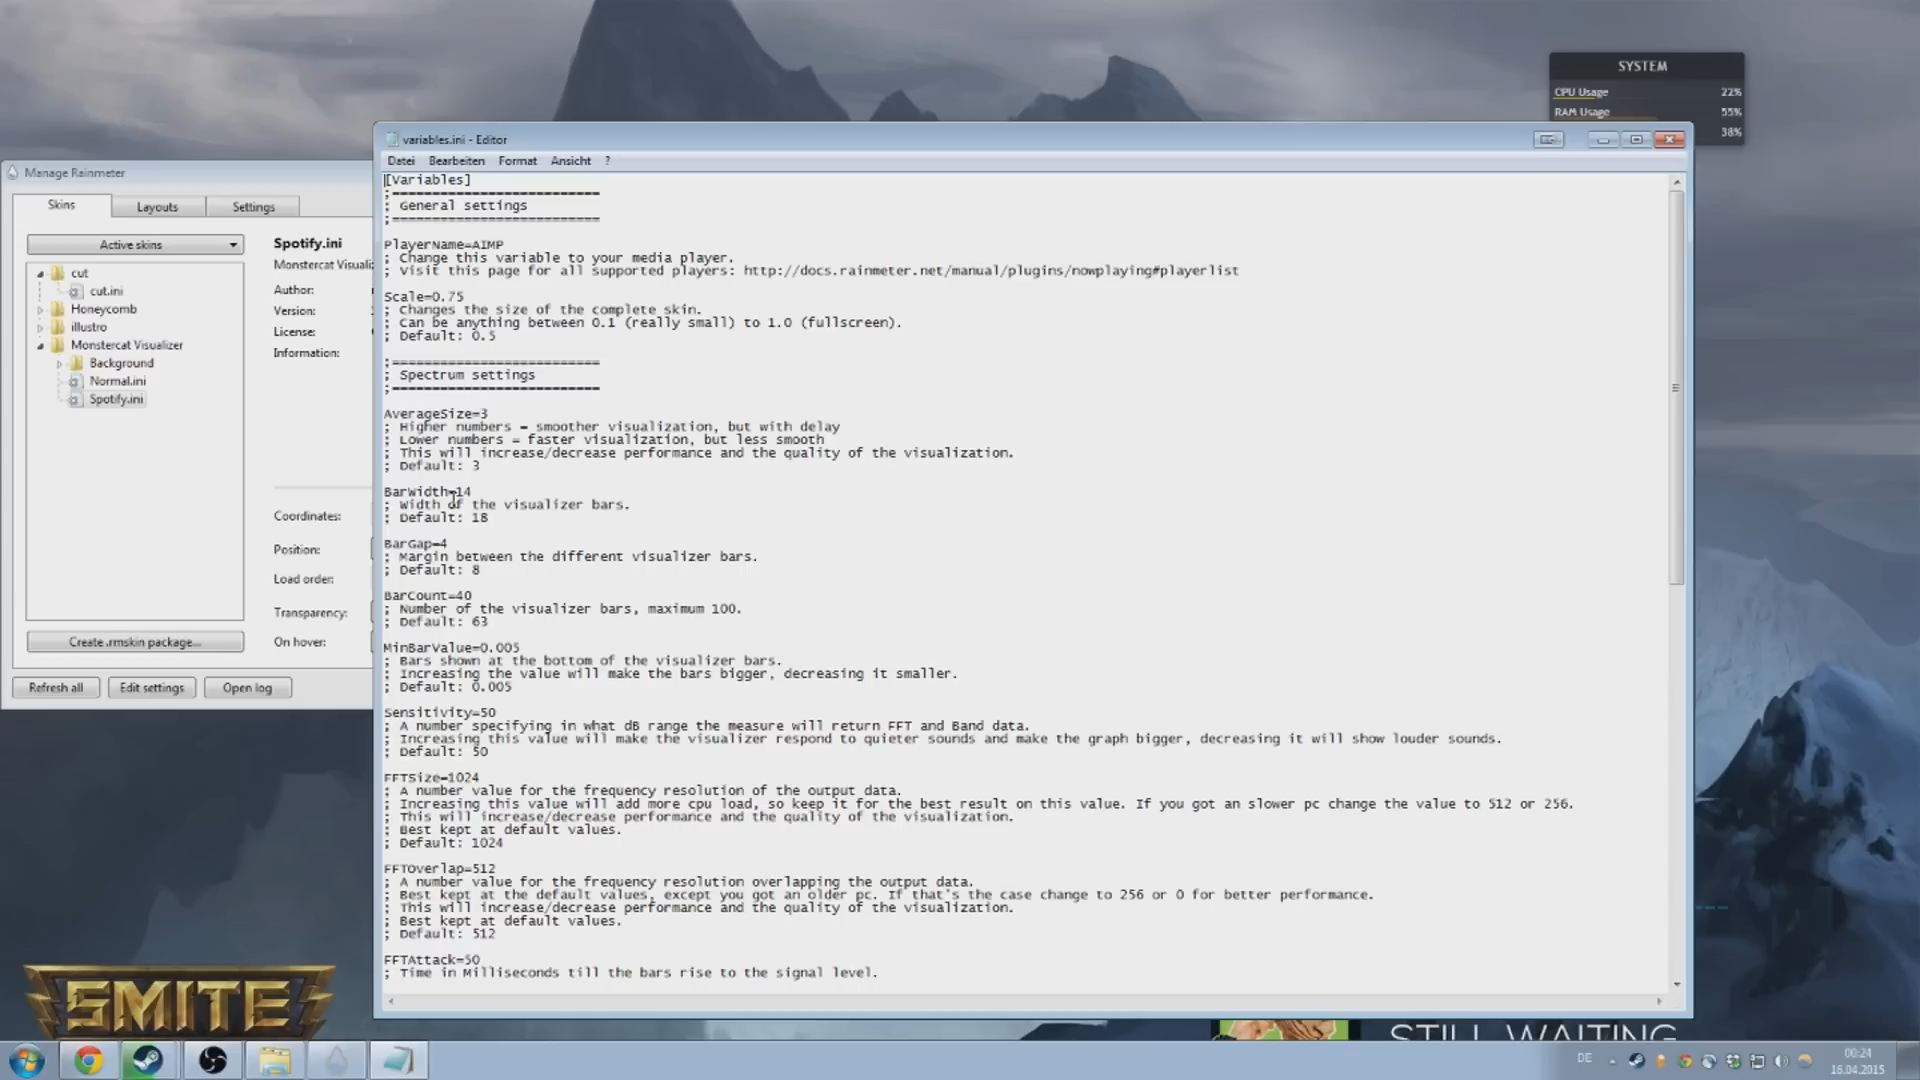 SYSTEM
CPU Usage 22%
RAM Usage 55%
38%
variables.ini - Editor
Datei Bearbeiten Format Ansicht ?
Manage Rainmeter
Skins Layouts Settings
Active skins
cut
cut.ini
Honeycomb
illustro
Monstercat Visualizer
Background
Normal.ini
Spotify.ini
Create .rmskin package...
Refresh all Edit settings Open log
Spotify.ini
Monstercat Visuali
Author:
Version:
License:
Information:
Coordinates:
Position:
Load order:
Transparency:
On hover:
[Variables]
;==========================
; General settings
;==========================
PlayerName=AIMP
; Change this variable to your media player.
; Visit this page for all supported players: http://docs.rainmeter.net/manual/plugins/nowplaying#playerlist
Scale=0.75
; Changes the size of the complete skin.
; Can be anything between 0.1 (really small) to 1.0 (fullscreen).
; Default: 0.5
;==========================
; Spectrum settings
;==========================
AverageSize=3
; Higher numbers = smoother visualization, but with delay
; Lower numbers = faster visualization, but less smooth
; This will increase/decrease performance and the quality of the visualization.
; Default: 3
BarWidth=14
; Width of the visualizer bars.
; Default: 18
BarGap=4
; Margin between the different visualizer bars.
; Default: 8
BarCount=40
; Number of the visualizer bars, maximum 100.
; Default: 63
MinBarValue=0.005
; Bars shown at the bottom of the visualizer bars.
; Increasing the value will make the bars bigger, decreasing it smaller.
; Default: 0.005
Sensitivity=50
; A number specifying in what dB range the measure will return FFT and Band data.
; Increasing this value will make the visualizer respond to quieter sounds and make the graph bigger, decreasing it will show louder sounds.
; Default: 50
FFTSize=1024
; A number value for the frequency resolution of the output data.
; Increasing this value will add more cpu load, so keep it for the best result on this value. If you got an slower pc change the value to 512 or 256.
; This will increase/decrease performance and the quality of the visualization.
; Best kept at default values.
; Default: 1024
FFTOverlap=512
; A number value for the frequency resolution overlapping the output data.
; Best kept at the default values, except you got an older pc. If that's the case change to 256 or 0 for better performance.
; This will increase/decrease performance and the quality of the visualization.
; Best kept at default values.
; Default: 512
FFTAttack=50
; Time in Milliseconds till the bars rise to the signal level.
SMITE
STILL WAITING
DE
00:24
16.04.2015